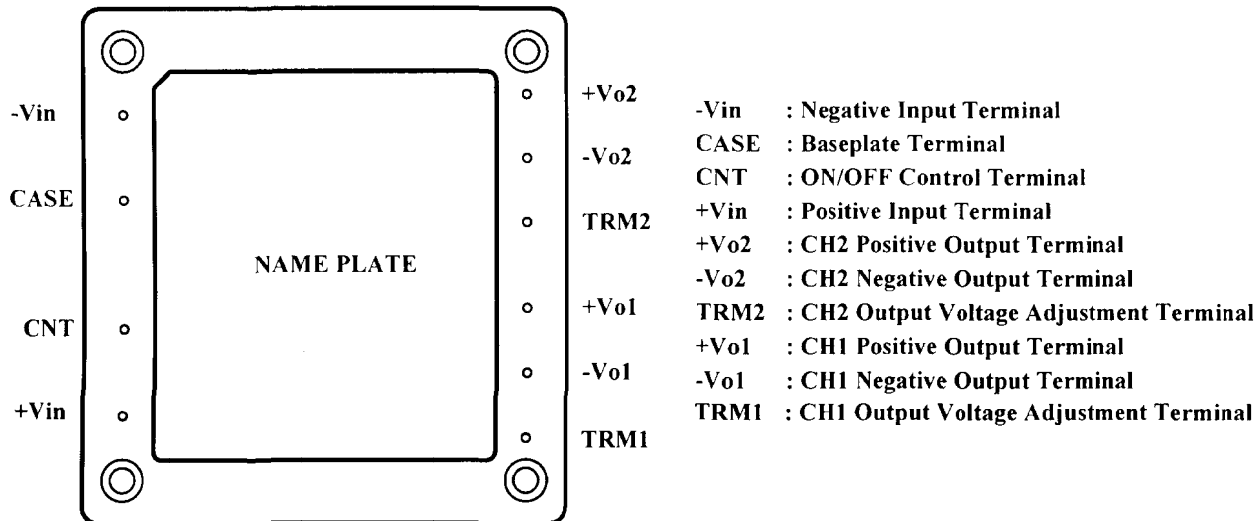 -Vin
CASE
CNT
+Vin
NAME PLATE
+Vo2
-Vo2
TRM2
+Vo1
-Vo1
TRM1
-Vin : Negative Input Terminal
CASE : Baseplate Terminal
CNT : ON/OFF Control Terminal
+Vin : Positive Input Terminal
+Vo2 : CH2 Positive Output Terminal
-Vo2 : CH2 Negative Output Terminal
TRM2 : CH2 Output Voltage Adjustment Terminal
+Vo1 : CH1 Positive Output Terminal
-Vo1 : CH1 Negative Output Terminal
TRM1 : CH1 Output Voltage Adjustment Terminal